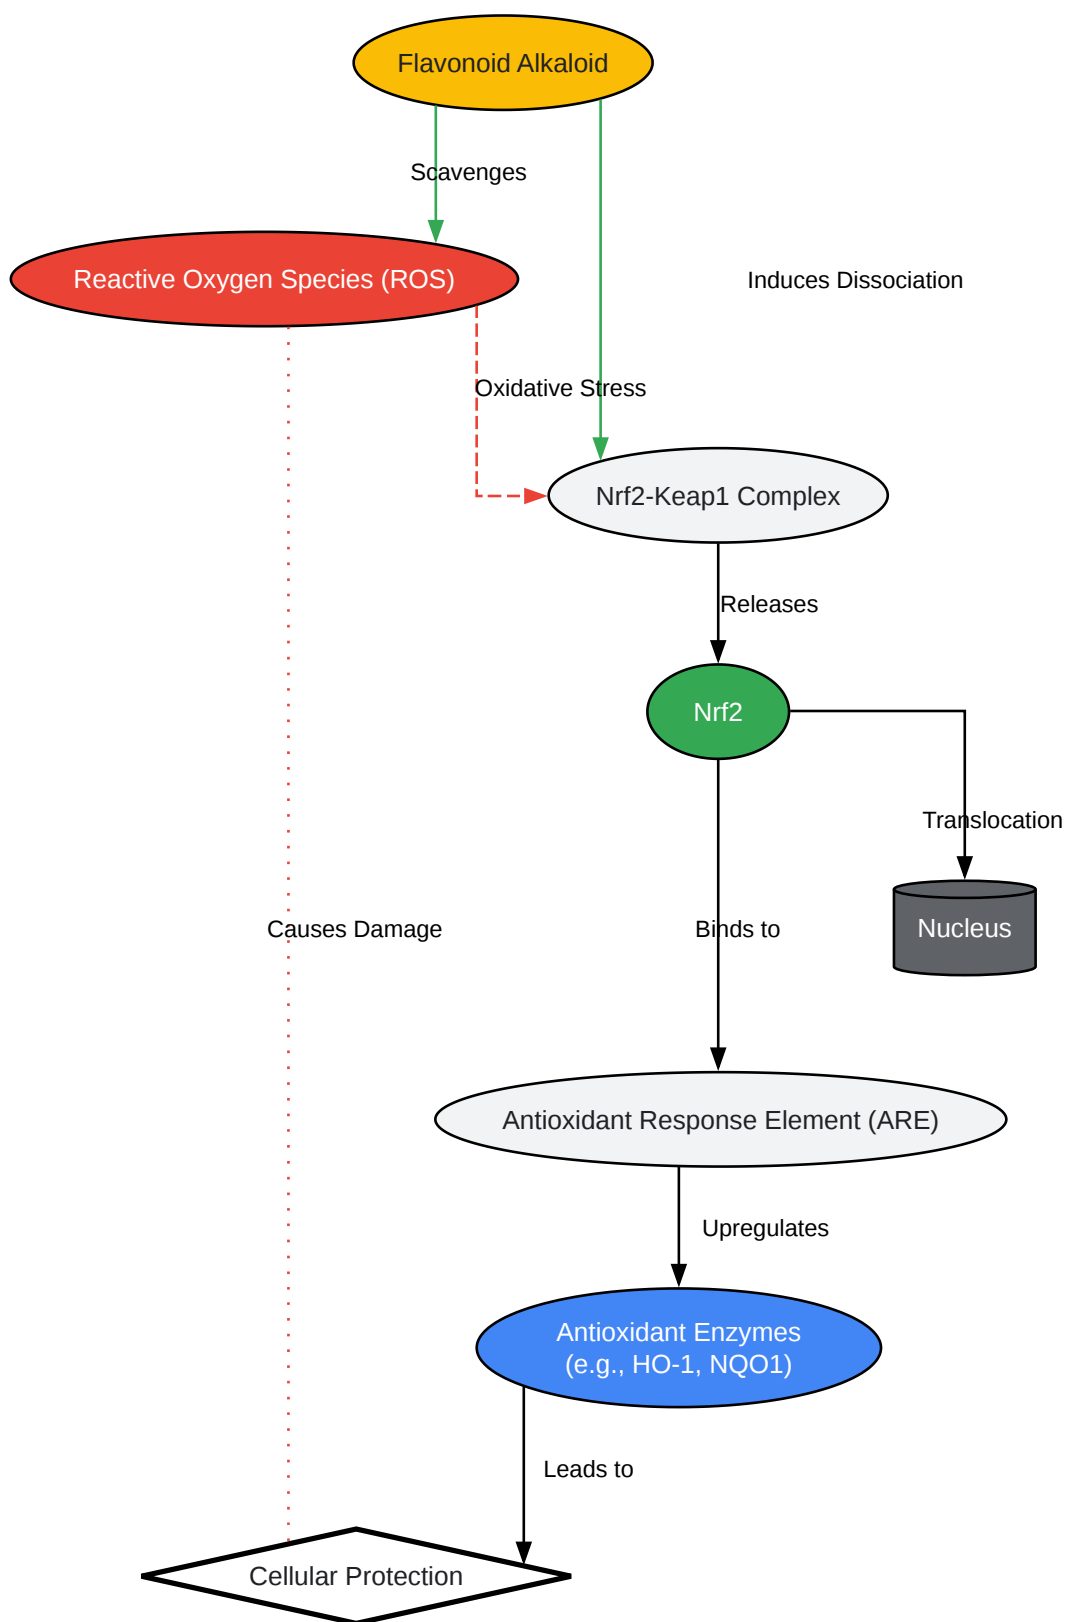 Flavonoid Alkaloid
Scavenges
Reactive Oxygen Species (ROS)
Induces Dissociation
Oxidative Stress
Nrf2-Keap1 Complex
Releases
Nrf2
Translocation
Causes Damage
Binds to
Nucleus
Antioxidant Response Element (ARE)
Upregulates
Antioxidant Enzymes
(e.g., HO-1, NQO1)
Leads to
Cellular Protection